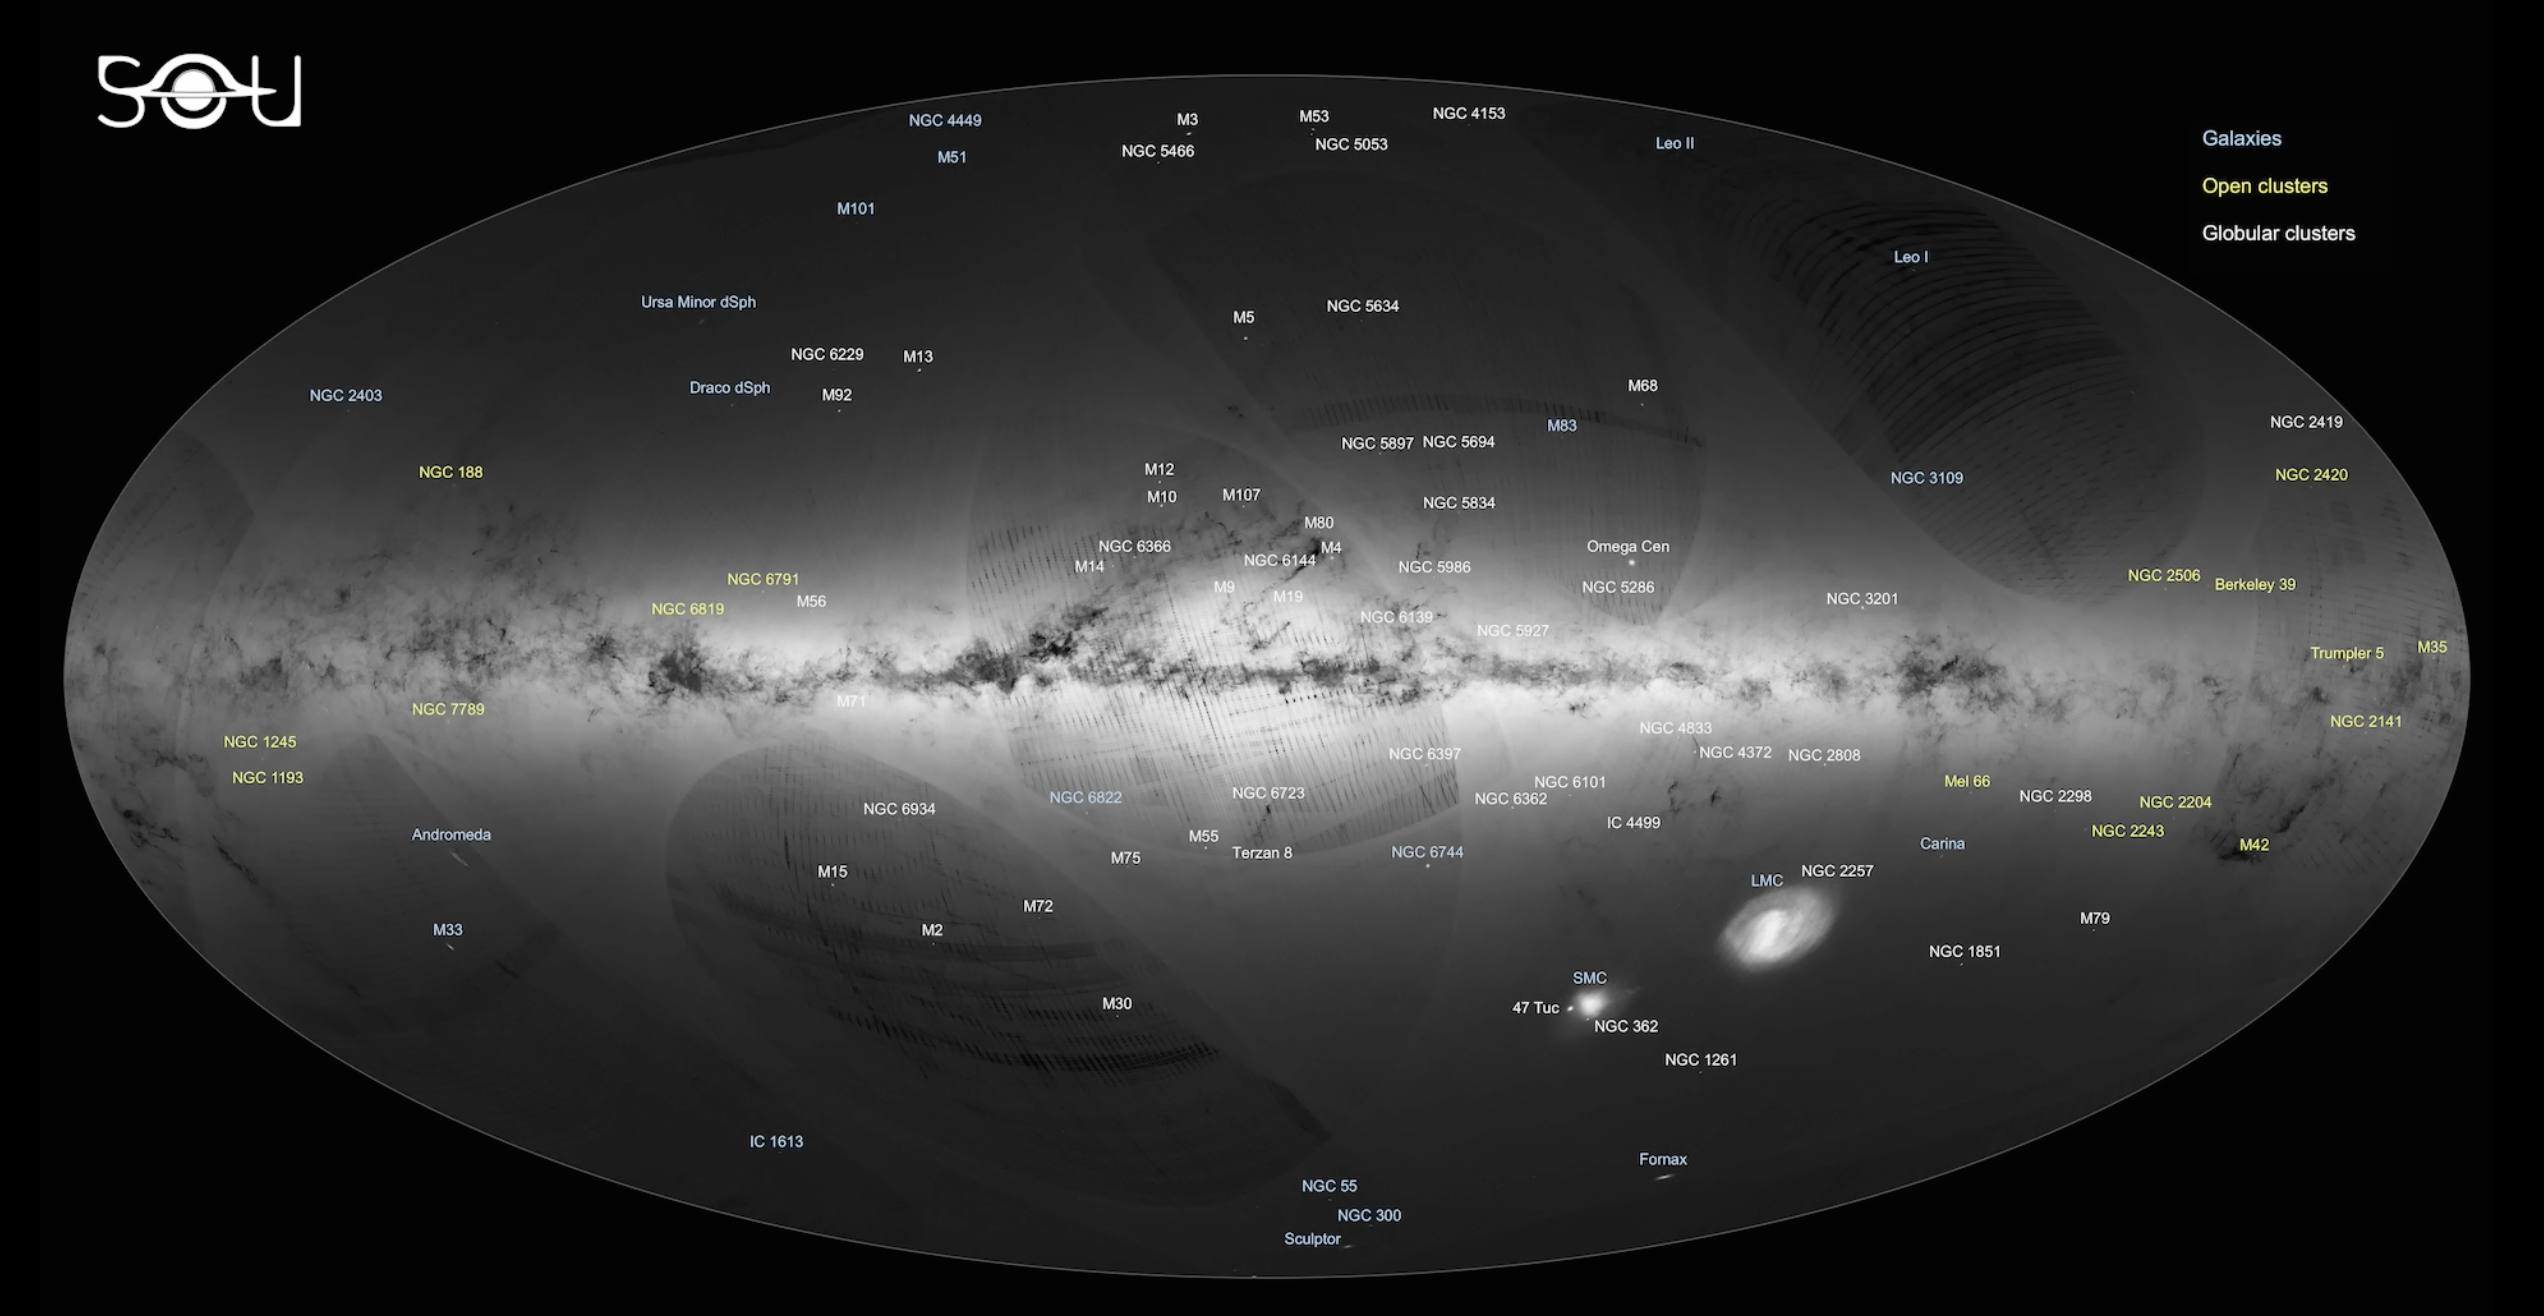 SOU
NGC 4449
M3
M53
NGC 4153
Leo II
Galaxies
M51
NGC 5466
NGC 5053
Open clusters
M101
Globular clusters
Leo I
Ursa Minor dSph
M5
NGC 5634
NGC 6229
M13
NGC 2403
Draco dSph
M92
M68
M83
NGC 2419
NGC 5897
NGC 5694
NGC 188
M12
NGC 3109
NGC 2420
M10
M107
NGC 5834
M80
NGC 6366
M4
Omega Cen
M14
NGC 6144
NGC 5986
NGC 6791
M9
NGC 5286
NGC 2506
Berkeley 39
NGC 6819
M56
M19
NGC 3201
NGC 6139
NGC 5927
Trumpler 5
M35
M71
NGC 7789
NGC 2141
NGC 1245
NGC 4833
NGC 6397
NGC 4372
NGC 2808
NGC 1193
NGC 6101
Mel 66
NGC 6822
NGC 6723
NGC 6362
NGC 2298
NGC 2204
NGC 6934
IC 4499
NGC 2243
Andromeda
M55
Carina
M42
M75
Terzan 8
NGC 6744
M15
LMC
NGC 2257
M72
M79
M33
M2
NGC 1851
SMC
M30
47 Tuc
NGC 362
NGC 1261
IC 1613
Fornax
NGC 55
NGC 300
Sculptor